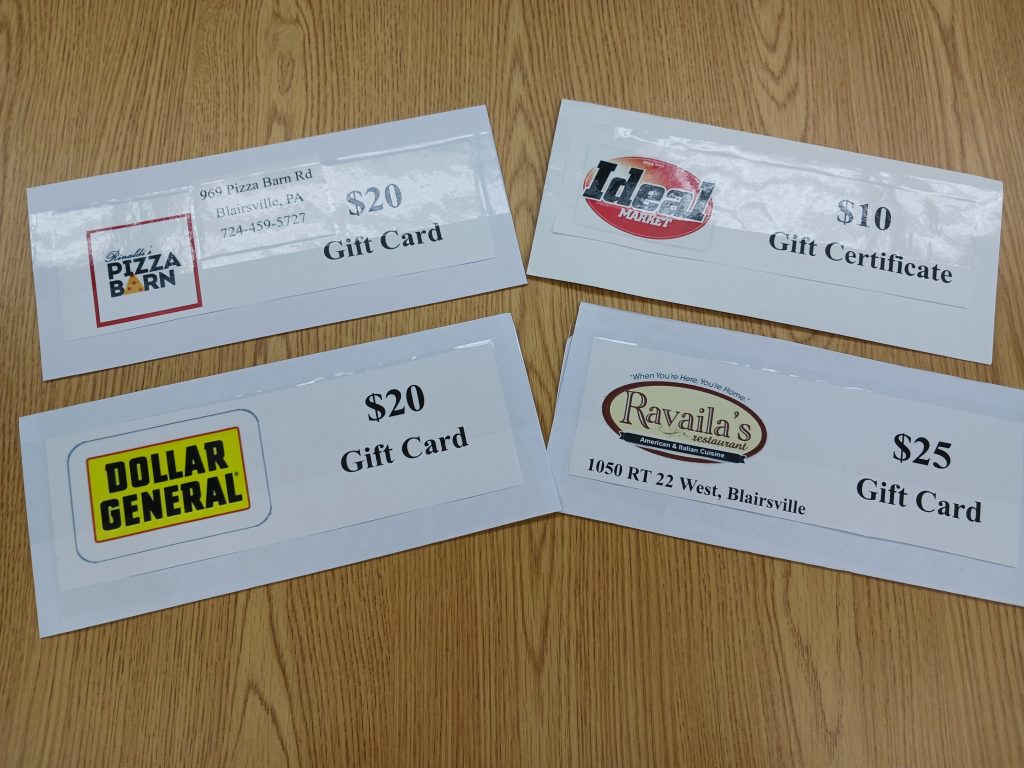 Rinaldo's
PIZZA
BARN
969 Pizza Barn Rd
Blairsville, PA
724-459-5727
$20
Gift Card
Ideal
MARKET
$10
Gift Certificate
DOLLAR
GENERAL®
$20
Gift Card
"When You're Here, You're Home."
Ravaila's
restaurant
American & Italian Cuisine
1050 RT 22 West, Blairsville
$25
Gift Card